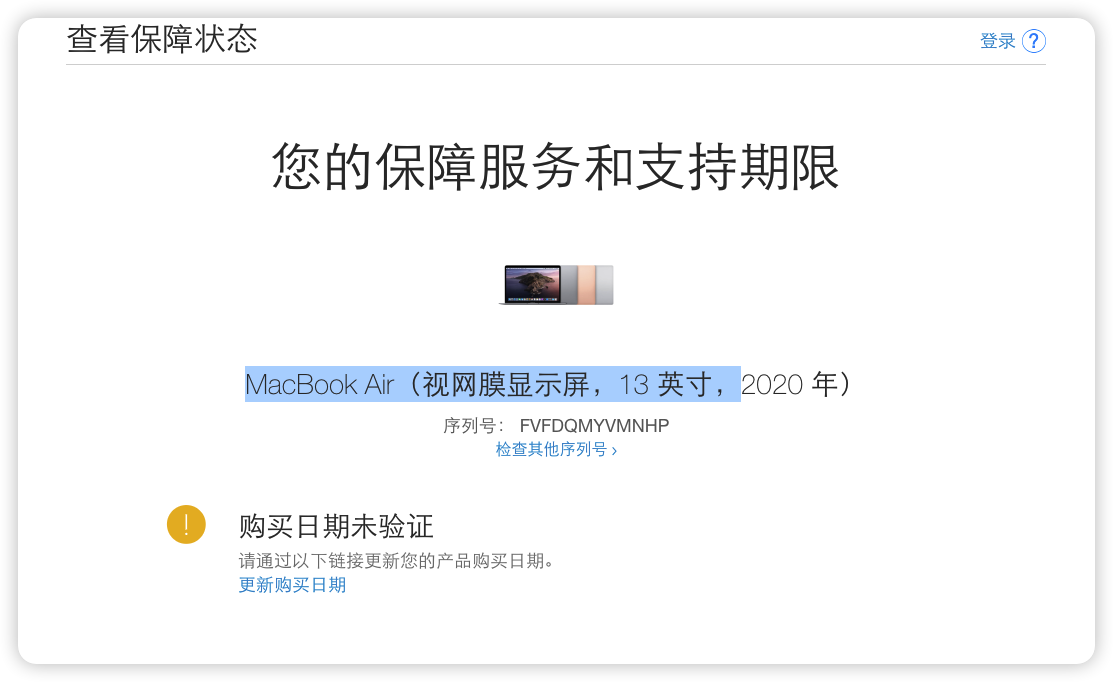 查看保障状态
登录 ?
您的保障服务和支持期限
MacBook Air（视网膜显示屏，13 英寸，2020 年）
序列号： FVFDQMYVMNHP
检查其他序列号 ›
!
购买日期未验证
请通过以下链接更新您的产品购买日期。
更新购买日期